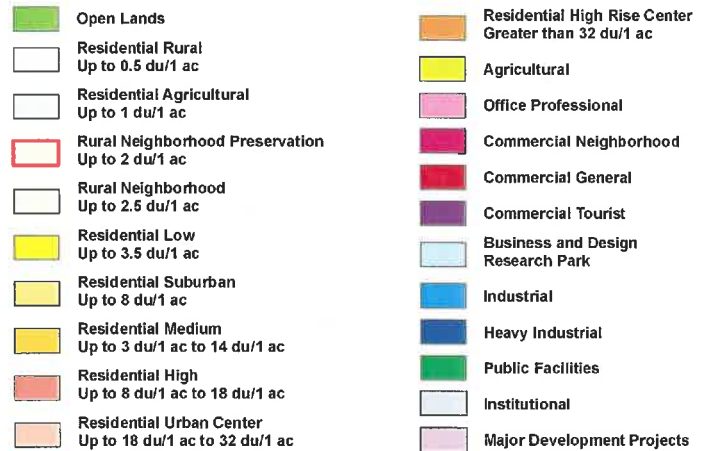 Open Lands
Residential Rural
Up to 0.5 du/1 ac
Residential Agricultural
Up to 1 du/1 ac
Rural Neighborhood Preservation
Up to 2 du/1 ac
Rural Neighborhood
Up to 2.5 du/1 ac
Residential Low
Up to 3.5 du/1 ac
Residential Suburban
Up to 8 du/1 ac
Residential Medium
Up to 3 du/1 ac to 14 du/1 ac
Residential High
Up to 8 du/1 ac to 18 du/1 ac
Residential Urban Center
Up to 18 du/1 ac to 32 du/1 ac
Residential High Rise Center
Greater than 32 du/1 ac
Agricultural
Office Professional
Commercial Neighborhood
Commercial General
Commercial Tourist
Business and Design
Research Park
Industrial
Heavy Industrial
Public Facilities
Institutional
Major Development Projects